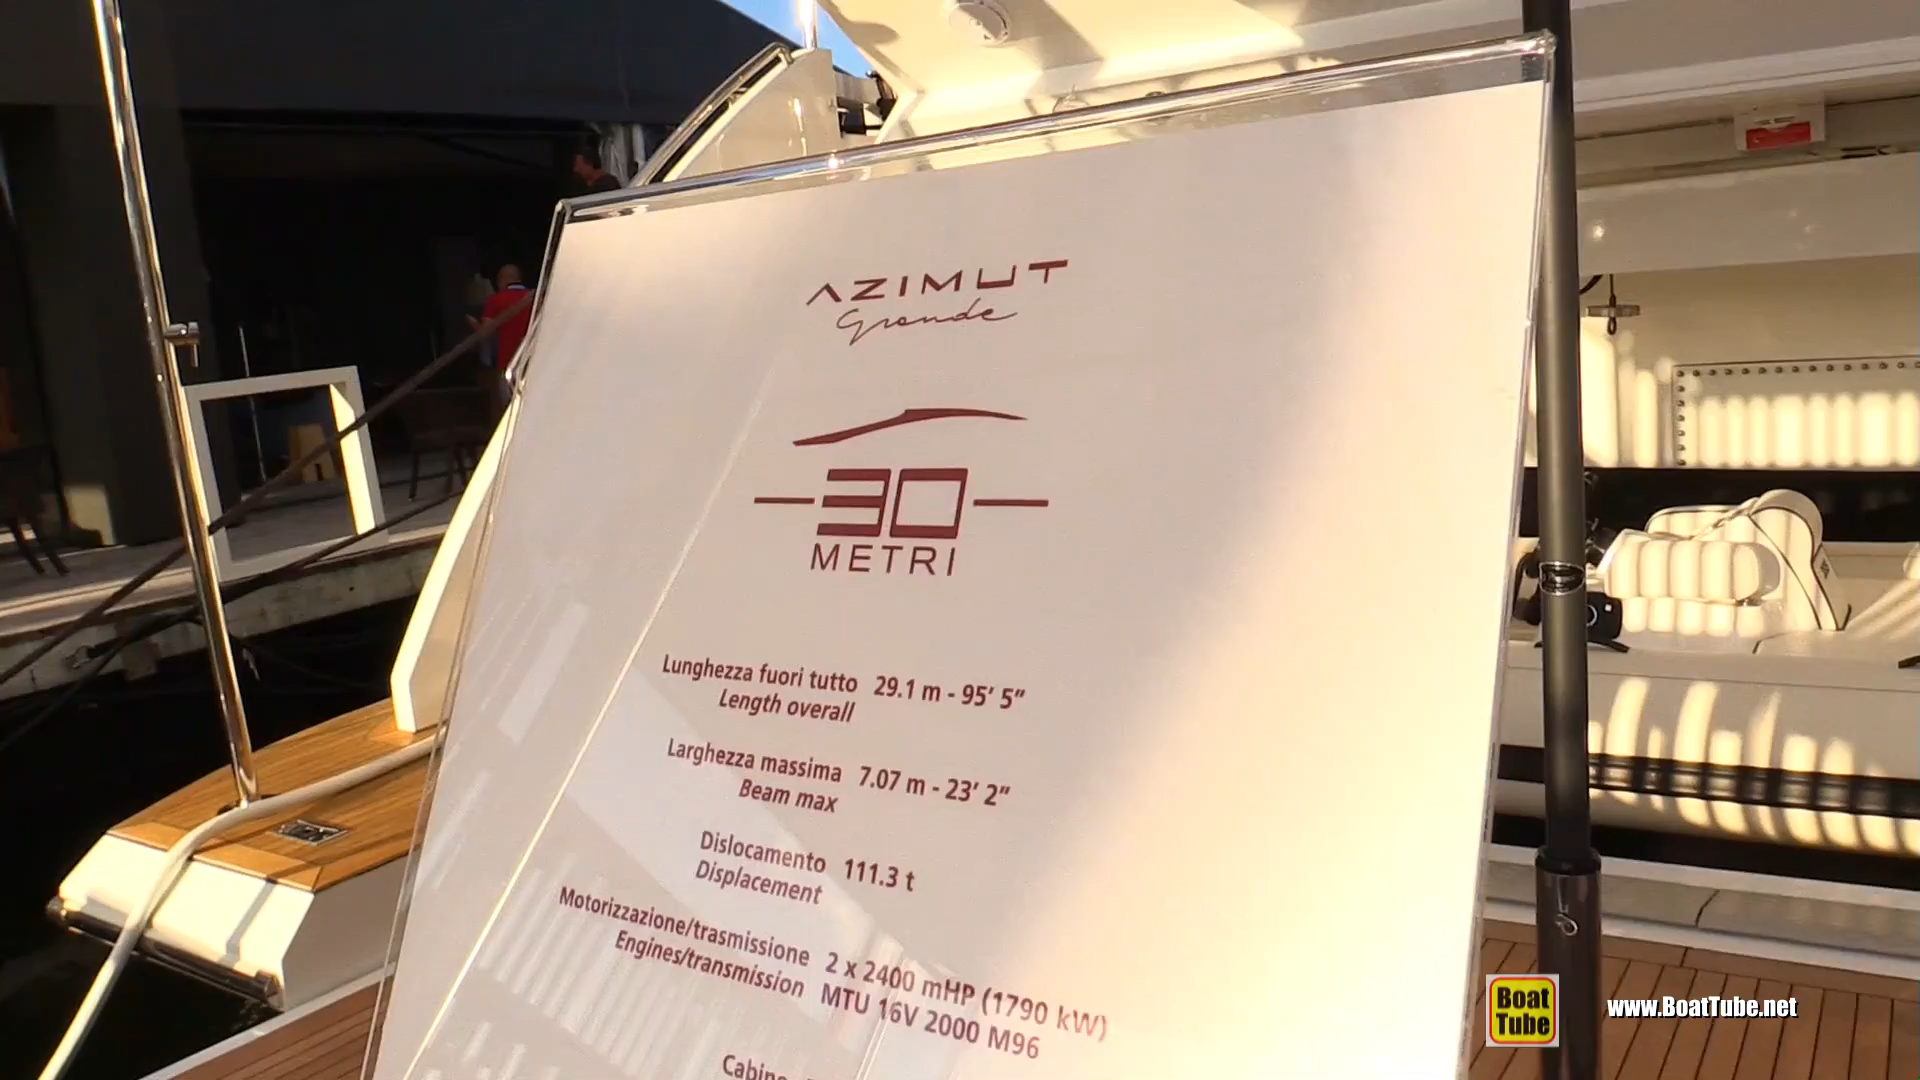 AZIMUT
Grande
30
METRI
Lunghezza fuori tutto 29.1 m - 95' 5"
Length overall
Larghezza massima 7.07 m - 23' 2"
Beam max
Dislocamento 111.3 t
Displacement
Motorizzazione/trasmissione 2 x 2400 mHP (1790 kW)
Engines/transmission MTU 16V 2000 M96
Boat
Tube
www.BoatTube.net